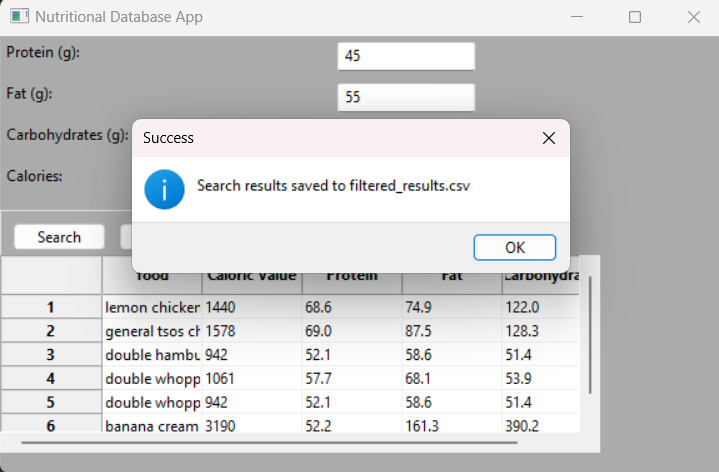 Nutritional Database App
Protein (g): 45
Fat (g): 55
Carbohydrates (g):
Success
Search results saved to filtered_results.csv
Calories:
OK
Search
food Caloric Value Protein Fat Carbohydra
1 lemon chicken 1440 68.6 74.9 122.0
2 general tsos ch 1578 69.0 87.5 128.3
3 double hambu 942 52.1 58.6 51.4
4 double whopp 1061 57.7 68.1 53.9
5 double whopp 942 52.1 58.6 51.4
6 banana cream 3190 52.2 161.3 390.2